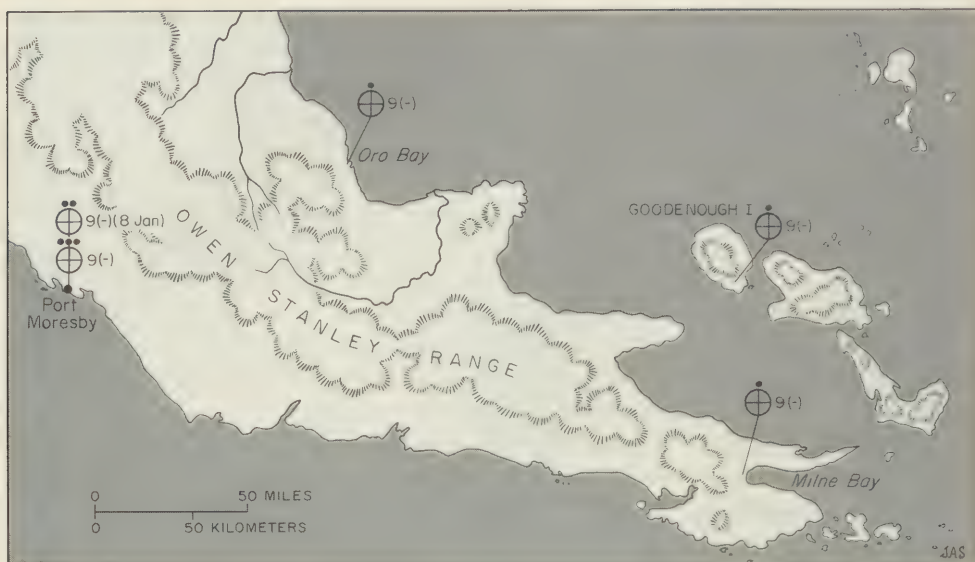 9(-)
Oro Bay
GOODENOUGH I
9(-)
9(-)(8 Jan)
9(-)
Port
Moresby
OWEN
STANLEY
RANGE
9(-)
Milne Bay
0 50 MILES
0 50 KILOMETERS
JAS